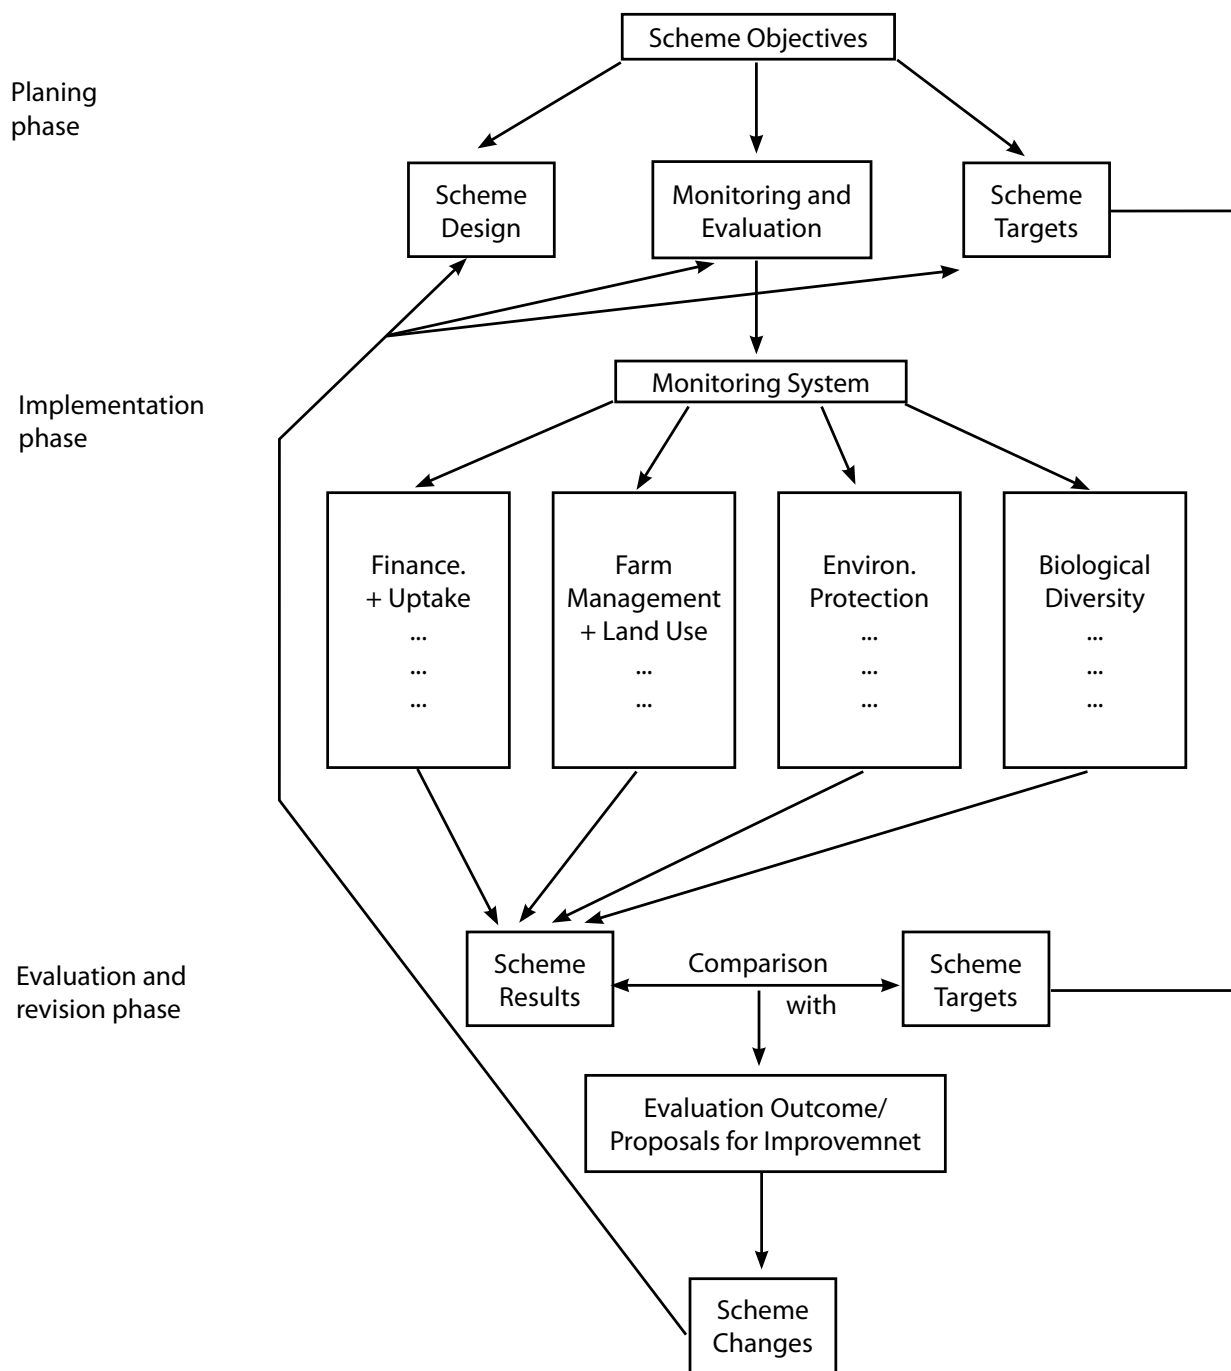 Scheme Objectives
Planing
phase
Scheme
Design
Monitoring and
Evaluation
Scheme
Targets
Monitoring System
Implementation
phase
Finance.
+ Uptake
...
...
...
Farm
Management
+ Land Use
...
...
Environ.
Protection
...
...
...
Biological
Diversity
...
...
...
Evaluation and
revision phase
Scheme
Results
Comparison
with
Scheme
Targets
Evaluation Outcome/
Proposals for Improvemnet
Scheme
Changes